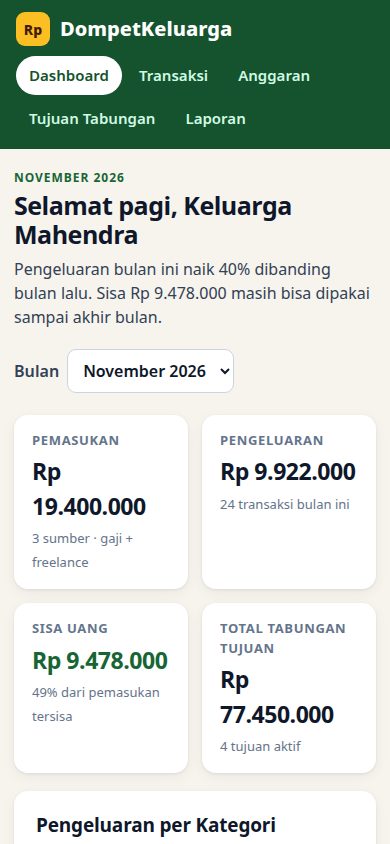 Rp DompetKeluarga
Dashboard Transaksi Anggaran
Tujuan Tabungan Laporan
NOVEMBER 2026
Selamat pagi, Keluarga
Mahendra
Pengeluaran bulan ini naik 40% dibanding
bulan lalu. Sisa Rp 9.478.000 masih bisa dipakai
sampai akhir bulan.
Bulan November 2026
PEMASUKAN
Rp
19.400.000
3 sumber · gaji +
freelance
PENGELUARAN
Rp 9.922.000
24 transaksi bulan ini
SISA UANG
Rp 9.478.000
49% dari pemasukan
tersisa
TOTAL TABUNGAN
TUJUAN
Rp
77.450.000
4 tujuan aktif
Pengeluaran per Kategori